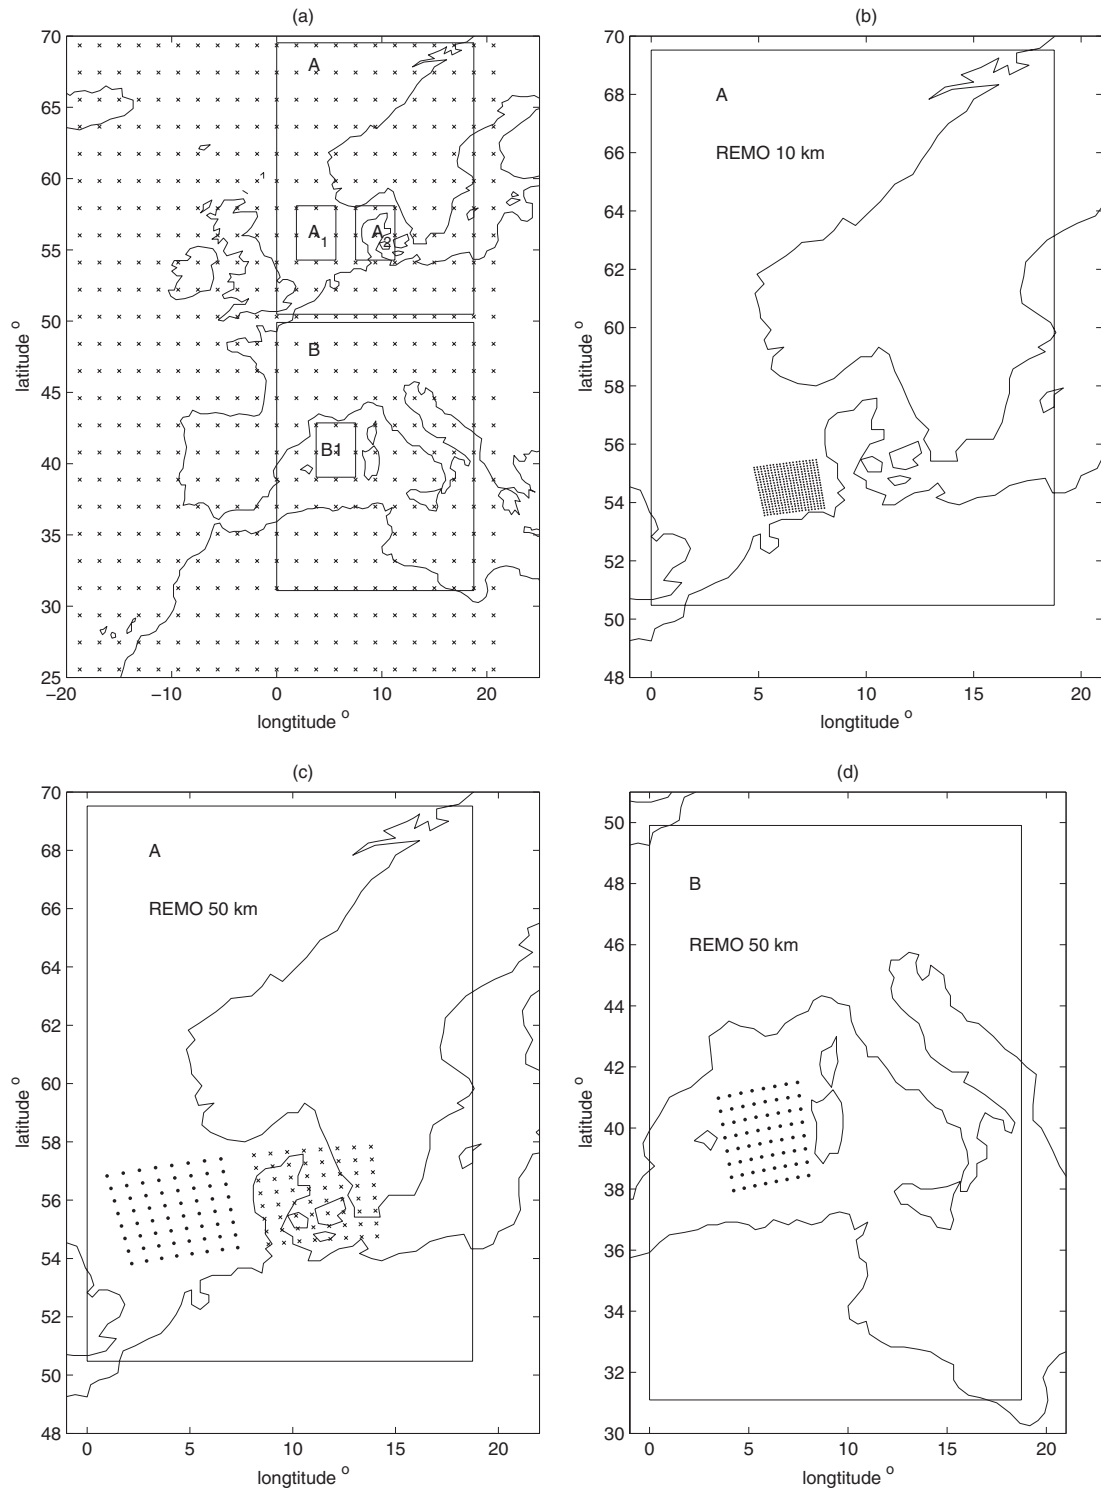 (a)
70
65
60
55
50
45
40
35
30
25
−20
−10
0
10
20
latitude °
longtitude °
A
A1
A2
B
B1
(b)
70
68
66
64
62
60
58
56
54
52
50
48
0
5
10
15
20
latitude °
longtitude °
A
REMO 10 km
(c)
70
68
66
64
62
60
58
56
54
52
50
48
0
5
10
15
20
latitude °
longtitude °
A
REMO 50 km
(d)
50
48
46
44
42
40
38
36
34
32
30
0
5
10
15
20
latitude °
longtitude °
B
REMO 50 km